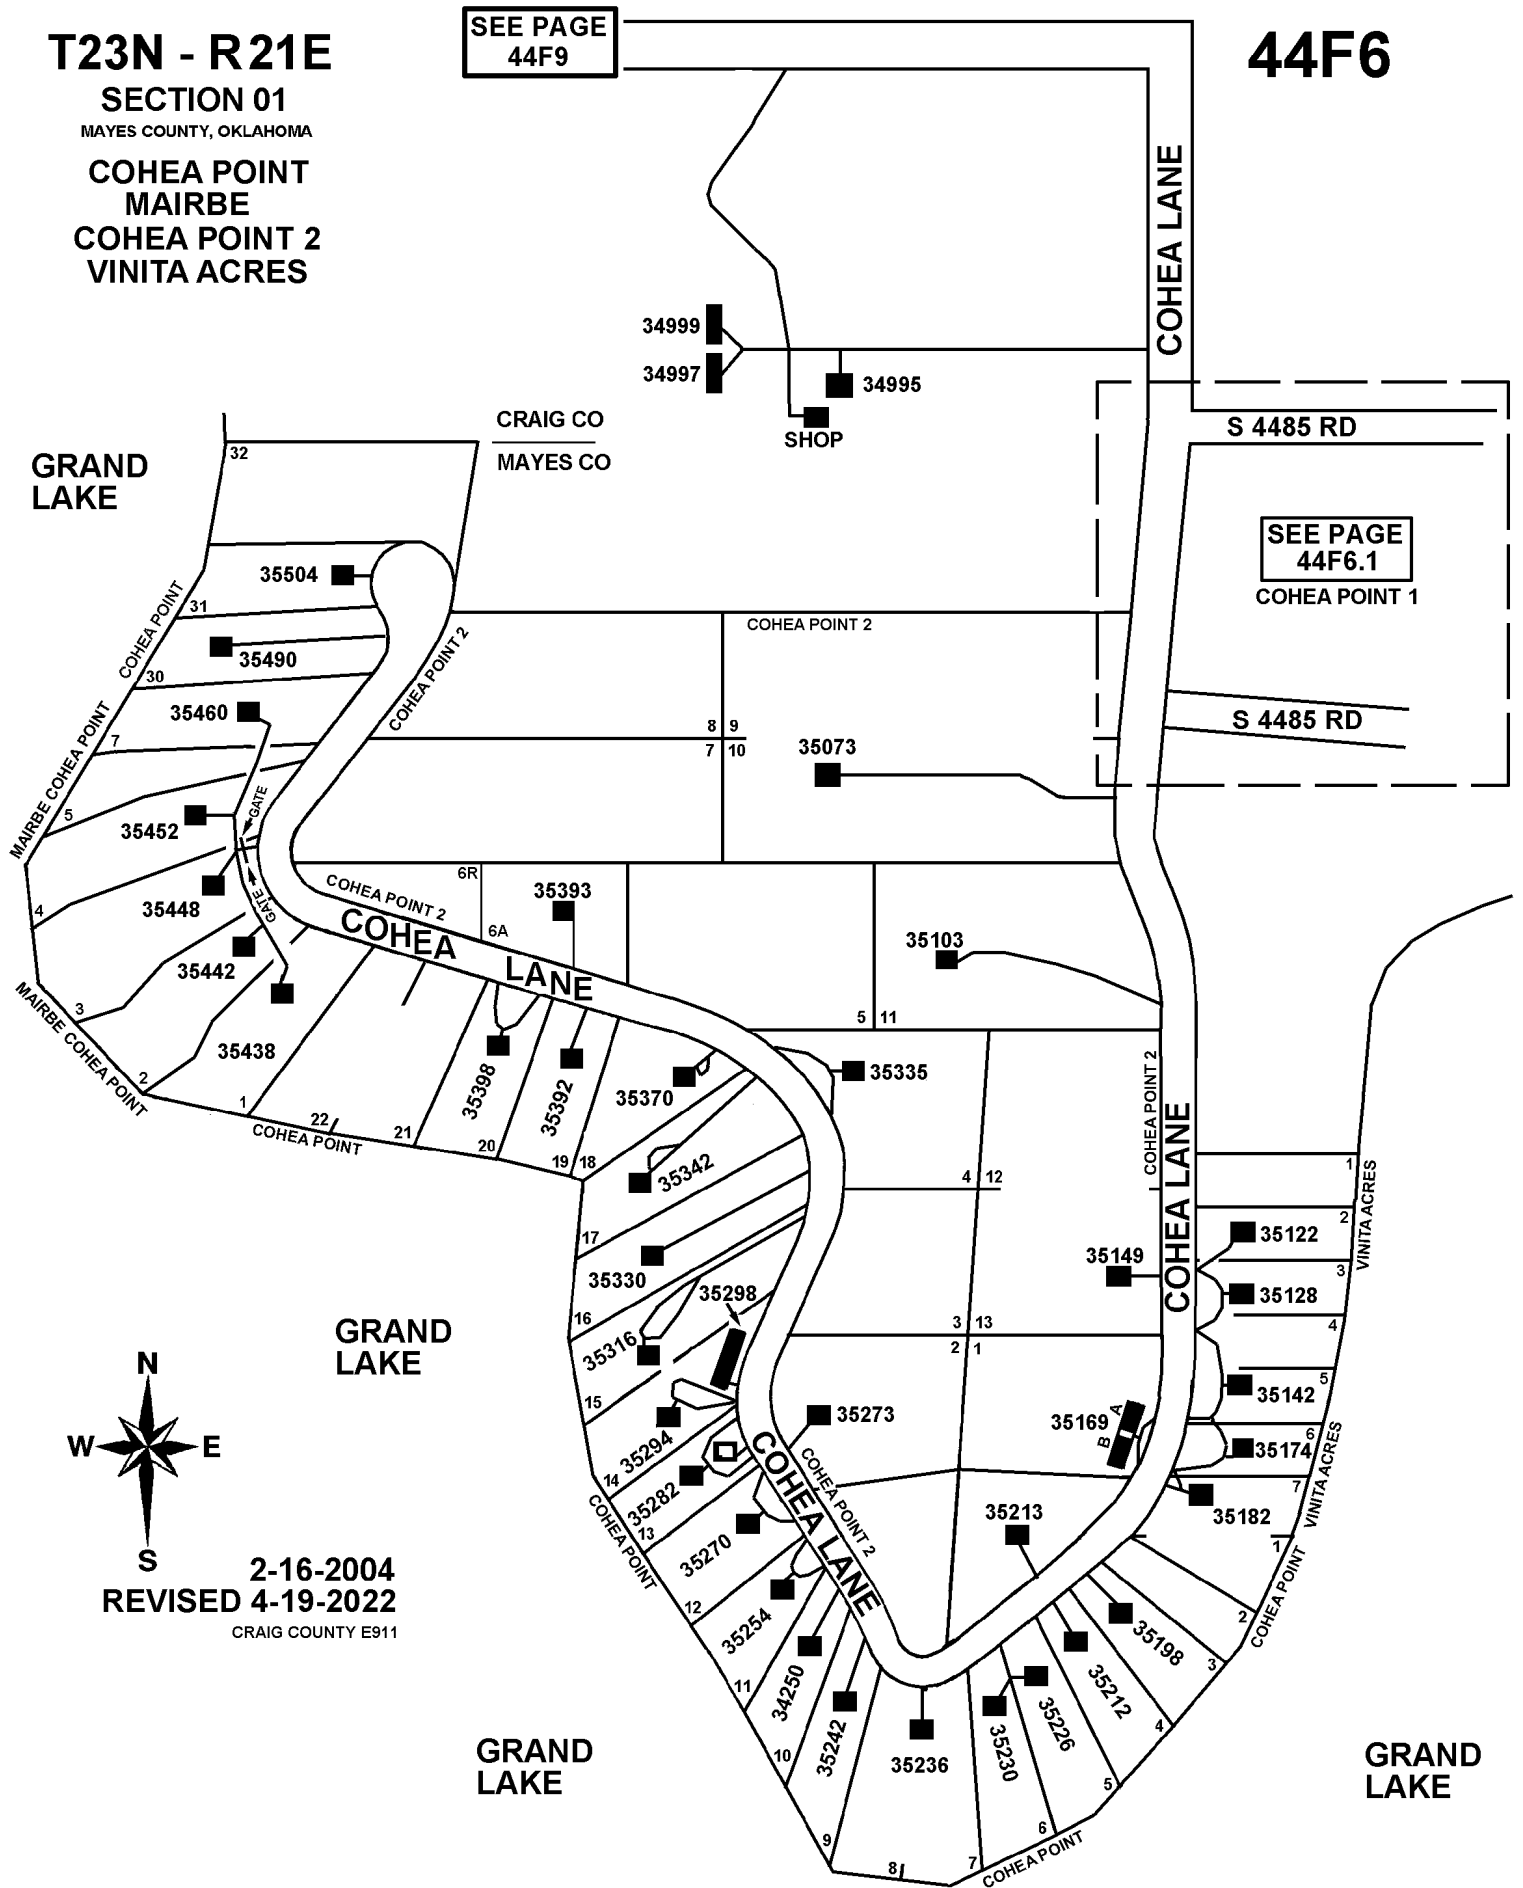 T23N - R21E
SECTION 01
MAYES COUNTY, OKLAHOMA
COHEA POINT
MAIRBE
COHEA POINT 2
VINITA ACRES
SEE PAGE
44F9
44F6
COHEA LANE
34999
34997
34995
SHOP
CRAIG CO
MAYES CO
S 4485 RD
SEE PAGE
44F6.1
COHEA POINT 1
S 4485 RD
GRAND
LAKE
32
35504
31
COHEA POINT
35490
30
COHEA POINT 2
COHEA POINT 2
35460
MAIRBE COHEA POINT
7
8 9
7 10
35073
GATE
5
35452
35448
GATE
4
35442
COHEA POINT 2
6R
35393
6A
COHEA LANE
35103
3
MAIRBE COHEA POINT
35438
2
1
22
COHEA POINT
21
20
19
18
35398
35392
35370
35335
5 11
COHEA POINT 2
COHEA LANE
35342
4 12
17
35330
16
35298
35316
15
35149
3 13
2 1
1
2
VINITA ACRES
35122
3
35128
4
5
35142
6
35174
7
VINITA ACRES
35182
35169
A
B
35273
35294
14
35282
COHEA POINT
13
35270
COHEA LANE
COHEA POINT 2
12
35254
11
34250
10
35242
9
35236
8
7
35230
6
COHEA POINT
35226
5
35212
4
35198
3
2
1
COHEA POINT
35213
GRAND
LAKE
N
W E
S
2-16-2004
REVISED 4-19-2022
CRAIG COUNTY E911
GRAND
LAKE
GRAND
LAKE